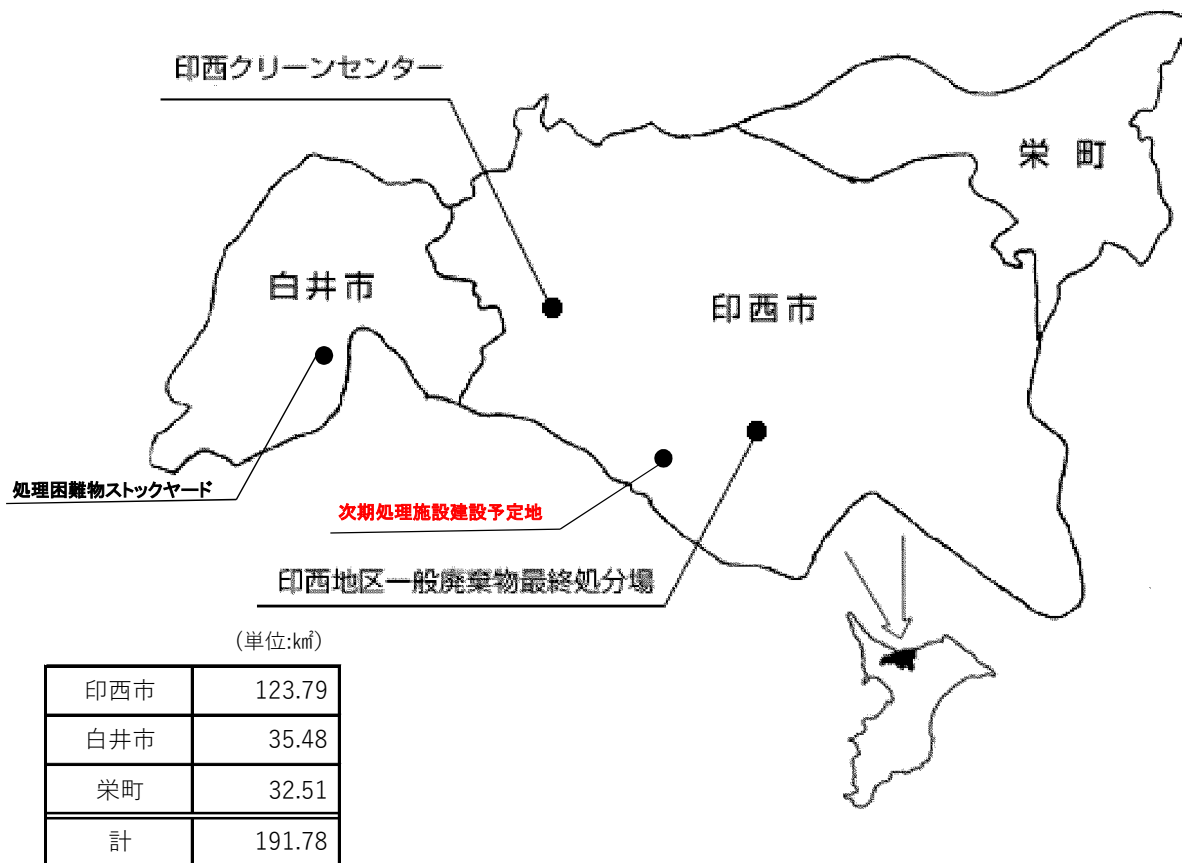 印西クリーンセンター
栄町
白井市
印西市
処理困難物ストックヤード
次期処理施設建設予定地
印西地区一般廃棄物最終処分場
(単位:㎢)
印西市 123.79
白井市 35.48
栄町 32.51
計 191.78